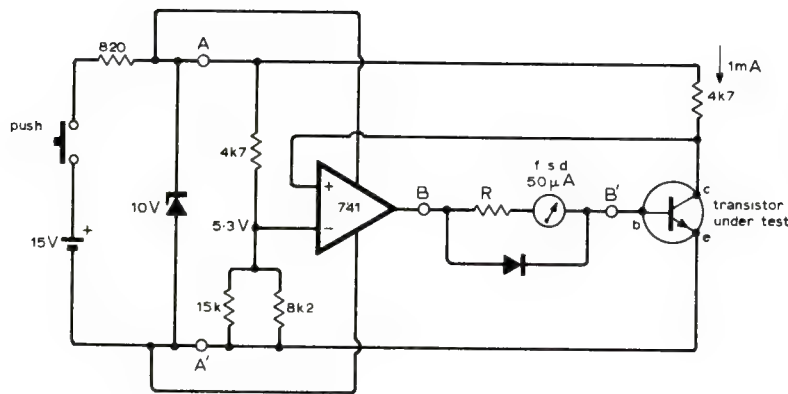 820
A
1mA
4k7
push
4k7
f s d
50μA
+
741
B
R
B'
c
transistor
under test
b
e
10V
5·3V
−
15V
+
15k
8k2
A'